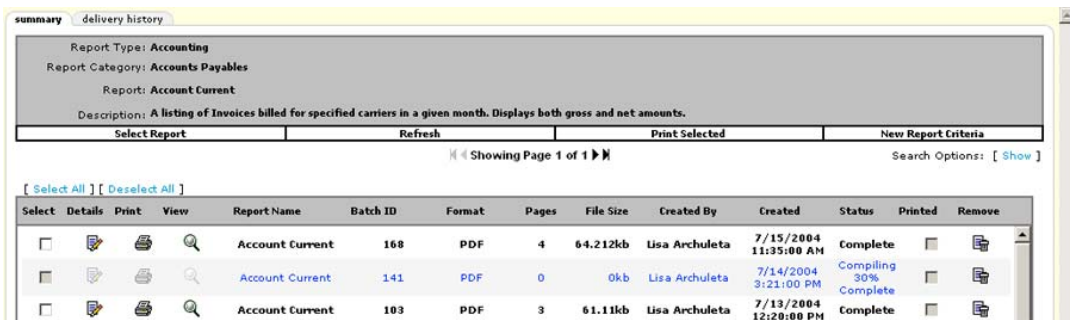 summary delivery history
Report Type: Accounting
Report Category: Accounts Payables
Report: Account Current
Description: A listing of Invoices billed for specified carriers in a given month. Displays both gross and net amounts.
Select Report Refresh Print Selected New Report Criteria
Showing Page 1 of 1 Search Options: [ Show ]
[ Select All ] [ Deselect All ]
Select Details Print View Report Name Batch ID Format Pages File Size Created By Created Status Printed Remove
Account Current 168 PDF 4 64.212kb Lisa Archuleta 7/15/2004 11:35:00 AM Complete
Account Current 141 PDF 0 0kb Lisa Archuleta 7/14/2004 3:21:00 PM Compiling 30% Complete
Account Current 103 PDF 3 61.11kb Lisa Archuleta 7/13/2004 12:20:00 PM Complete